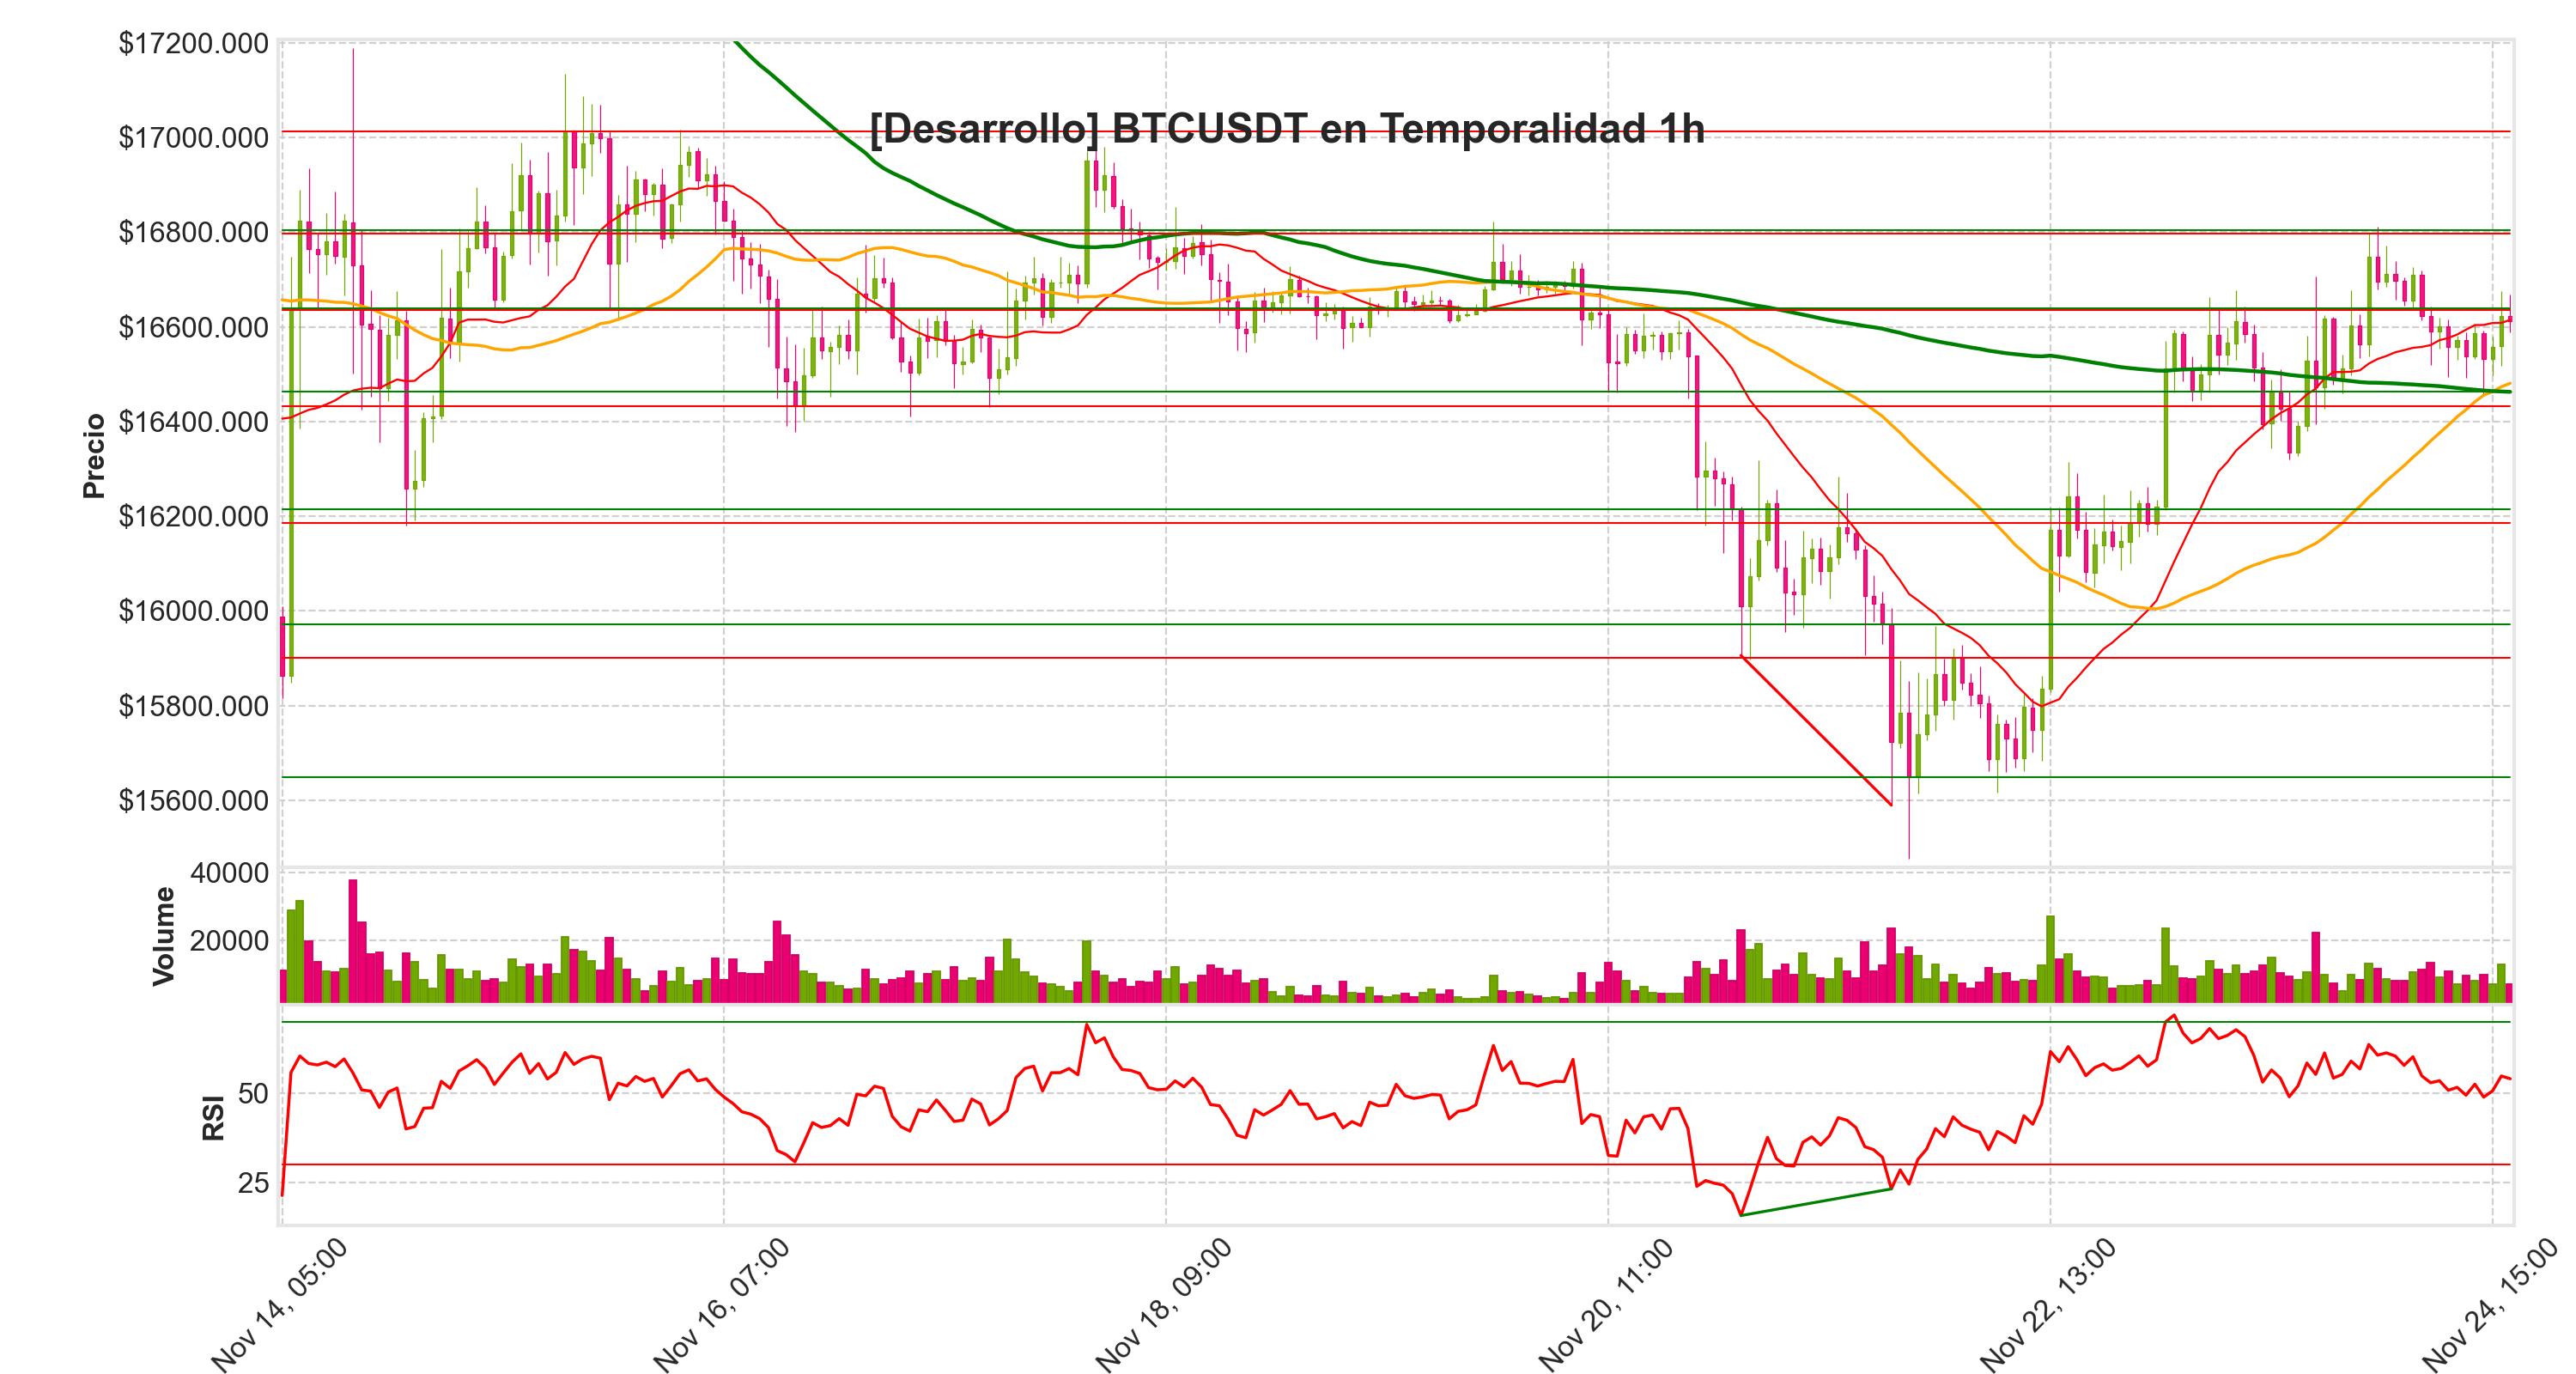 [Desarrollo] BTCUSDT en Temporalidad 1h
Precio
$17200.000
$17000.000
$16800.000
$16600.000
$16400.000
$16200.000
$16000.000
$15800.000
$15600.000
Volume
40000
20000
RSI
50
25
Nov 14, 05:00
Nov 16, 07:00
Nov 18, 09:00
Nov 20, 11:00
Nov 22, 13:00
Nov 24, 15:00